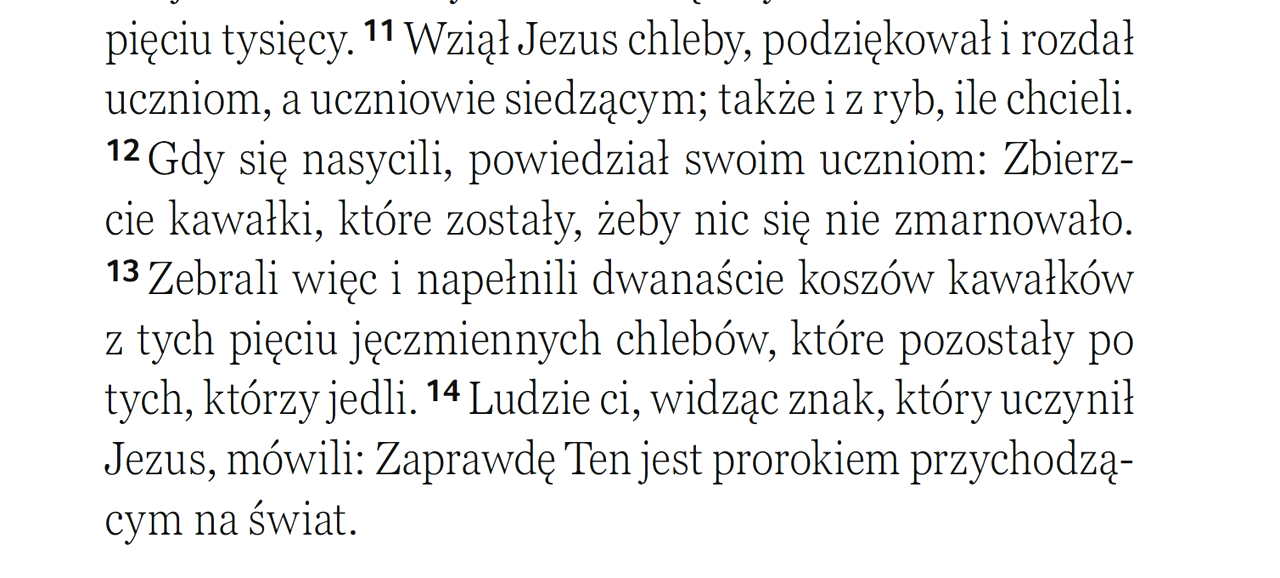 pięciu tysięcy. 11 Wziął Jezus chleby, podziękował i rozdał
uczniom, a uczniowie siedzącym; także i z ryb, ile chcieli.
12 Gdy się nasycili, powiedział swoim uczniom: Zbierz-
cie kawałki, które zostały, żeby nic się nie zmarnowało.
13 Zebrali więc i napełnili dwanaście koszów kawałków
z tych pięciu jęczmiennych chlebów, które pozostały po
tych, którzy jedli. 14 Ludzie ci, widząc znak, który uczynił
Jezus, mówili: Zaprawdę Ten jest prorokiem przychodzą-
cym na świat.